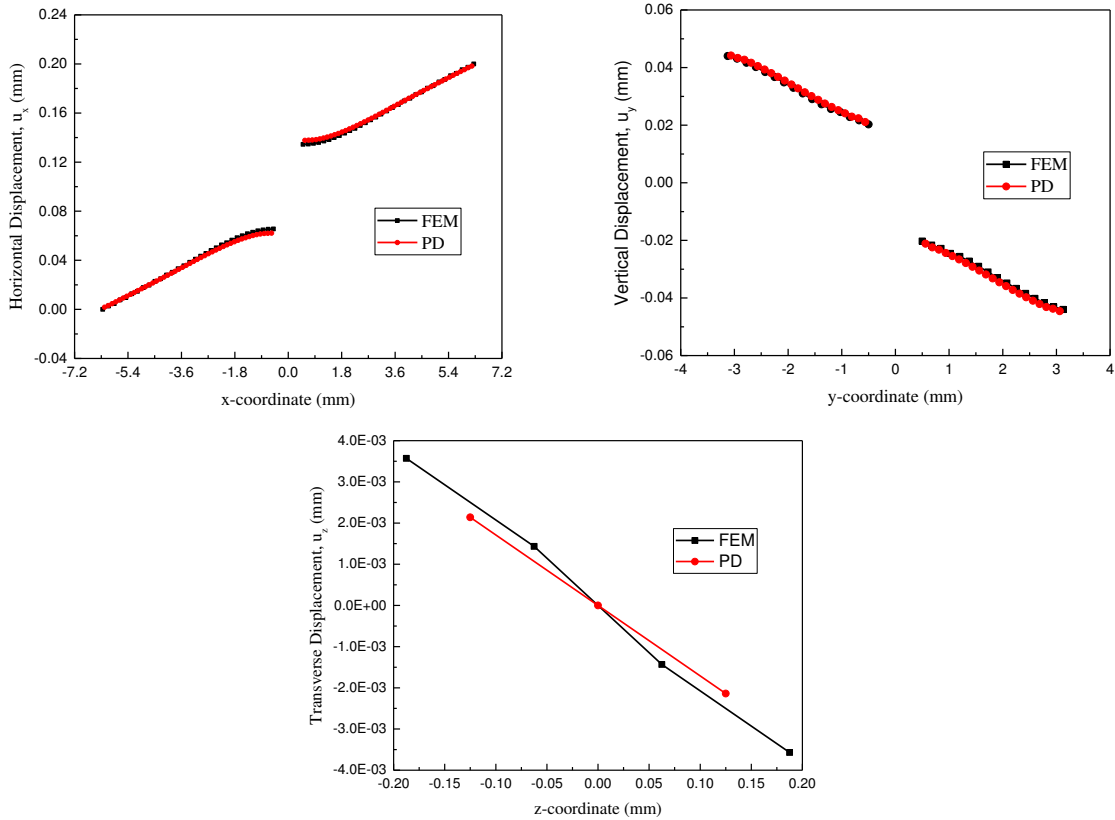 0.24
0.20
0.16
0.12
0.08
0.04
0.00
-0.04
Horizontal Displacement, u_x (mm)
FEM
PD
-7.2 -5.4 -3.6 -1.8 0.0 1.8 3.6 5.4 7.2
x-coordinate (mm)
0.06
0.04
0.02
0.00
-0.02
-0.04
-0.06
Vertical Displacement, u_y (mm)
FEM
PD
-4 -3 -2 -1 0 1 2 3 4
y-coordinate (mm)
4.0E-03
3.0E-03
2.0E-03
1.0E-03
0.0E+00
-1.0E-03
-2.0E-03
-3.0E-03
-4.0E-03
Transverse Displacement, u_z (mm)
FEM
PD
-0.20 -0.15 -0.10 -0.05 0.00 0.05 0.10 0.15 0.20
z-coordinate (mm)